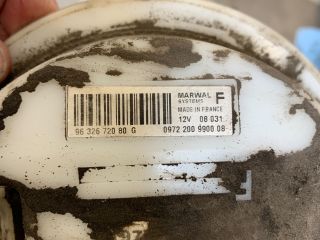 MARWAL F
SYSTEMS
MADE IN FRANCE
12V 08 031
96 326 720 80 G 0972 200 9900 08
F